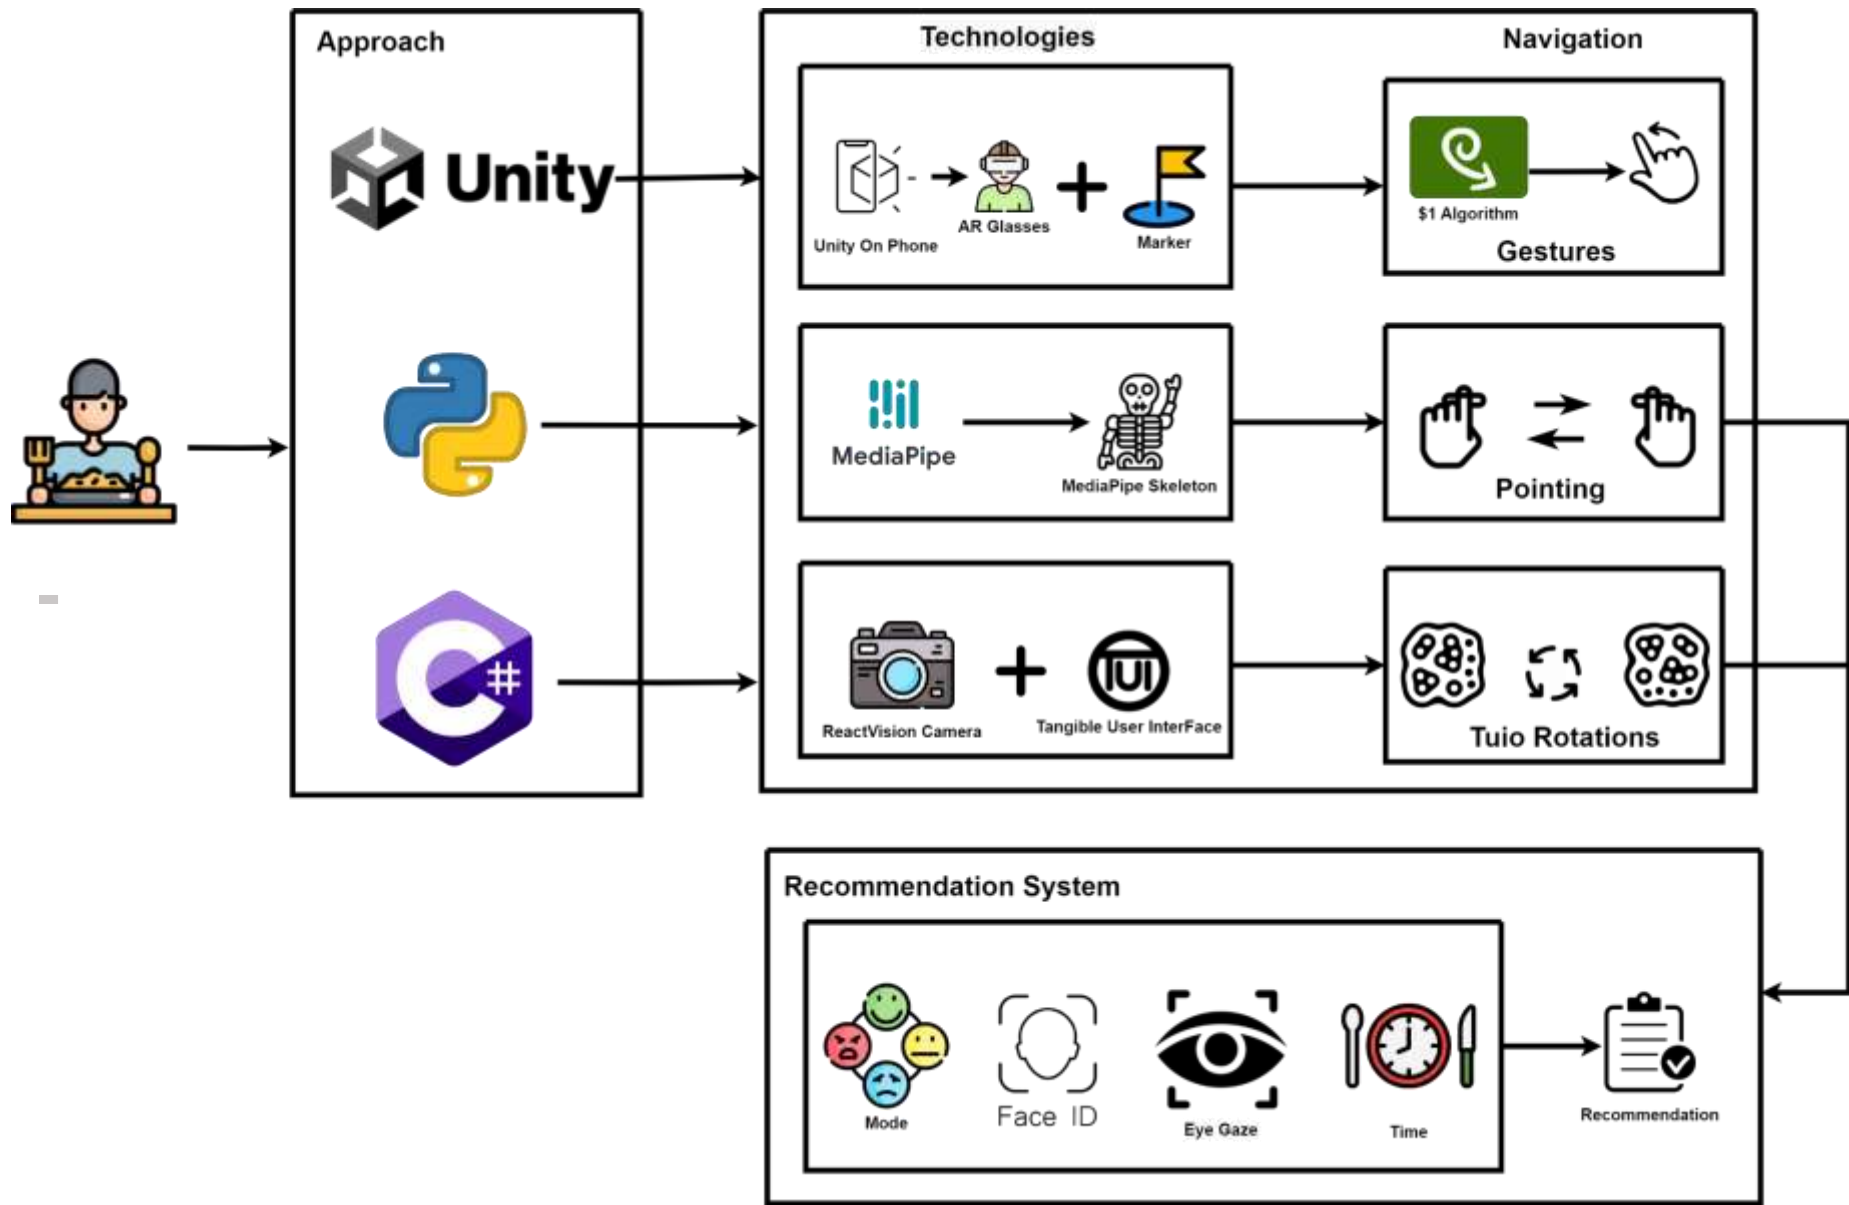 Approach
Unity
Technologies
Navigation
Unity On Phone
AR Glasses
Marker
$1 Algorithm
Gestures
MediaPipe
MediaPipe Skeleton
Pointing
C#
ReactVision Camera
TUI
Tangible User InterFace
Tuio Rotations
Recommendation System
Mode
Face ID
Eye Gaze
Time
Recommendation